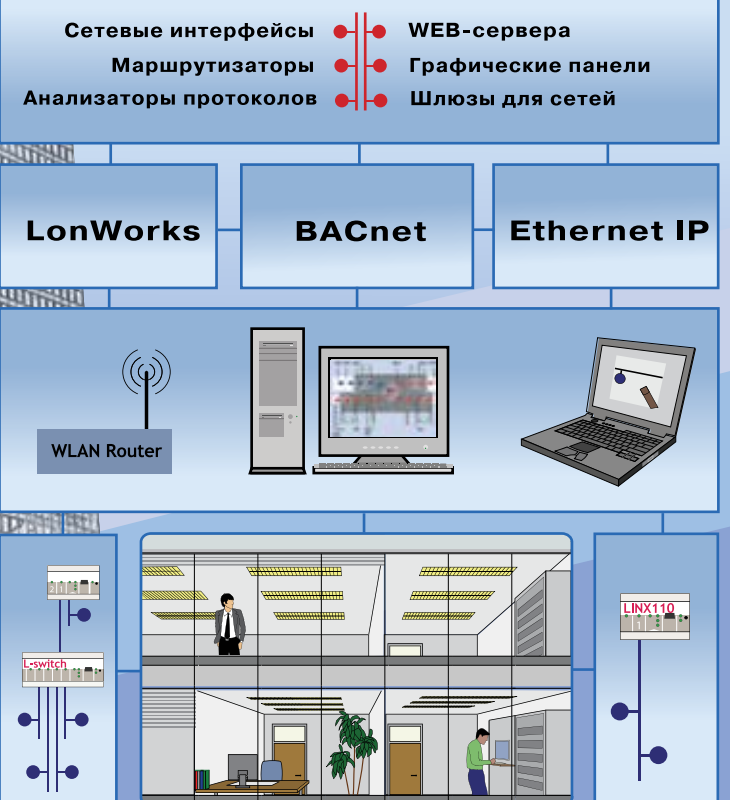 Сетевые интерфейсы
WEB-сервера
Маршрутизаторы
Графические панели
Анализаторы протоколов
Шлюзы для сетей
LonWorks
BACnet
Ethernet IP
WLAN Router
LINX110
L-switch